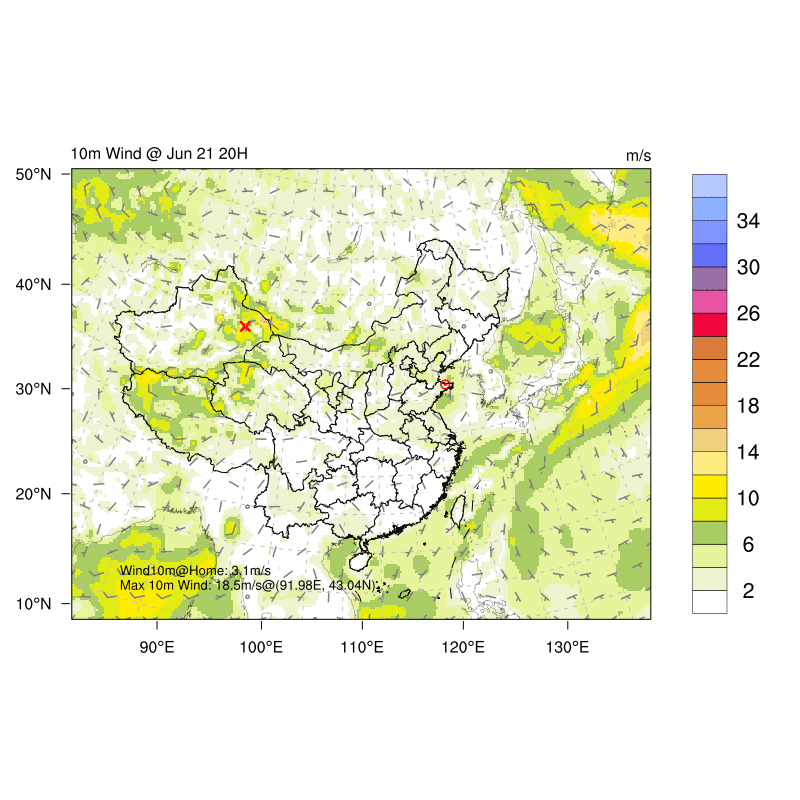 10m Wind @ Jun 21 20H
m/s
50°N
40°N
30°N
20°N
10°N
Wind10m@Home: 3.1m/s
Max 10m Wind: 18.5m/s@(91.98E, 43.04N)
90°E 100°E 110°E 120°E 130°E
34
30
26
22
18
14
10
6
2